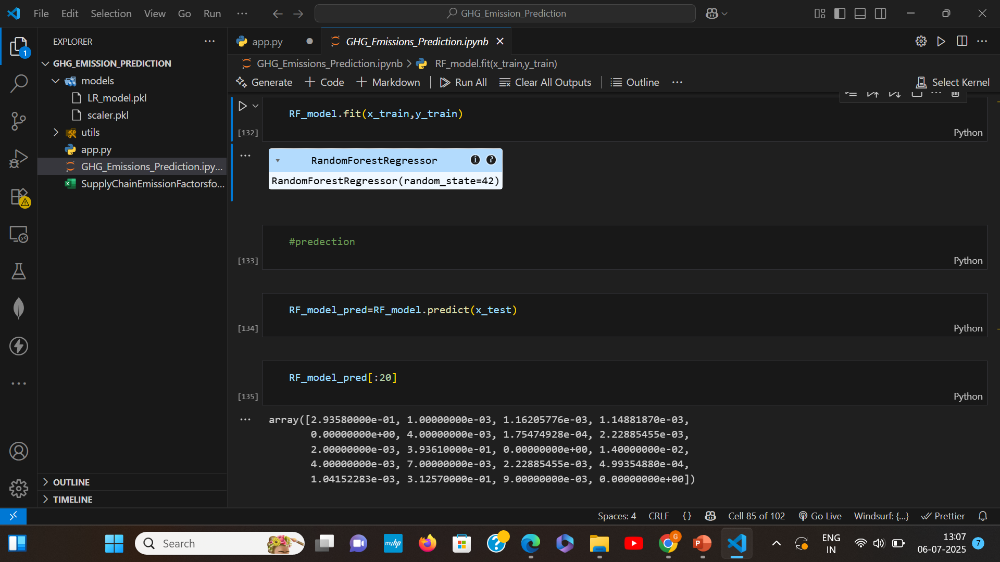 File Edit Selection View Go Run ...
GHG_Emission_Prediction
EXPLORER
GHG_EMISSION_PREDICTION
models
LR_model.pkl
scaler.pkl
utils
app.py
GHG_Emissions_Prediction.ipy...
SupplyChainEmissionFactorsfo...
OUTLINE
TIMELINE
1
app.py
GHG_Emissions_Prediction.ipynb
GHG_Emissions_Prediction.ipynb > RF_model.fit(x_train,y_train)
Generate + Code + Markdown Run All Clear All Outputs Outline ... Select Kernel
RF_model.fit(x_train,y_train)
[132] Python
RandomForestRegressor i ?
RandomForestRegressor(random_state=42)
#predection
[133] Python
RF_model_pred=RF_model.predict(x_test)
[134] Python
RF_model_pred[:20]
[135] Python
array([2.93580000e-01, 1.00000000e-03, 1.16205776e-03, 1.14881870e-03,
0.00000000e+00, 4.00000000e-03, 1.75474928e-04, 2.22885455e-03,
2.00000000e-03, 3.93610000e-01, 0.00000000e+00, 1.40000000e-02,
4.00000000e-03, 7.00000000e-03, 2.22885455e-03, 4.99354880e-04,
1.04152283e-03, 3.12570000e-01, 9.00000000e-03, 0.00000000e+00])
Spaces: 4 CRLF {} Cell 85 of 102 Go Live Windsurf: {...} Prettier
Search
myhp
?
G
P
ENG
IN
13:07
06-07-2025
7